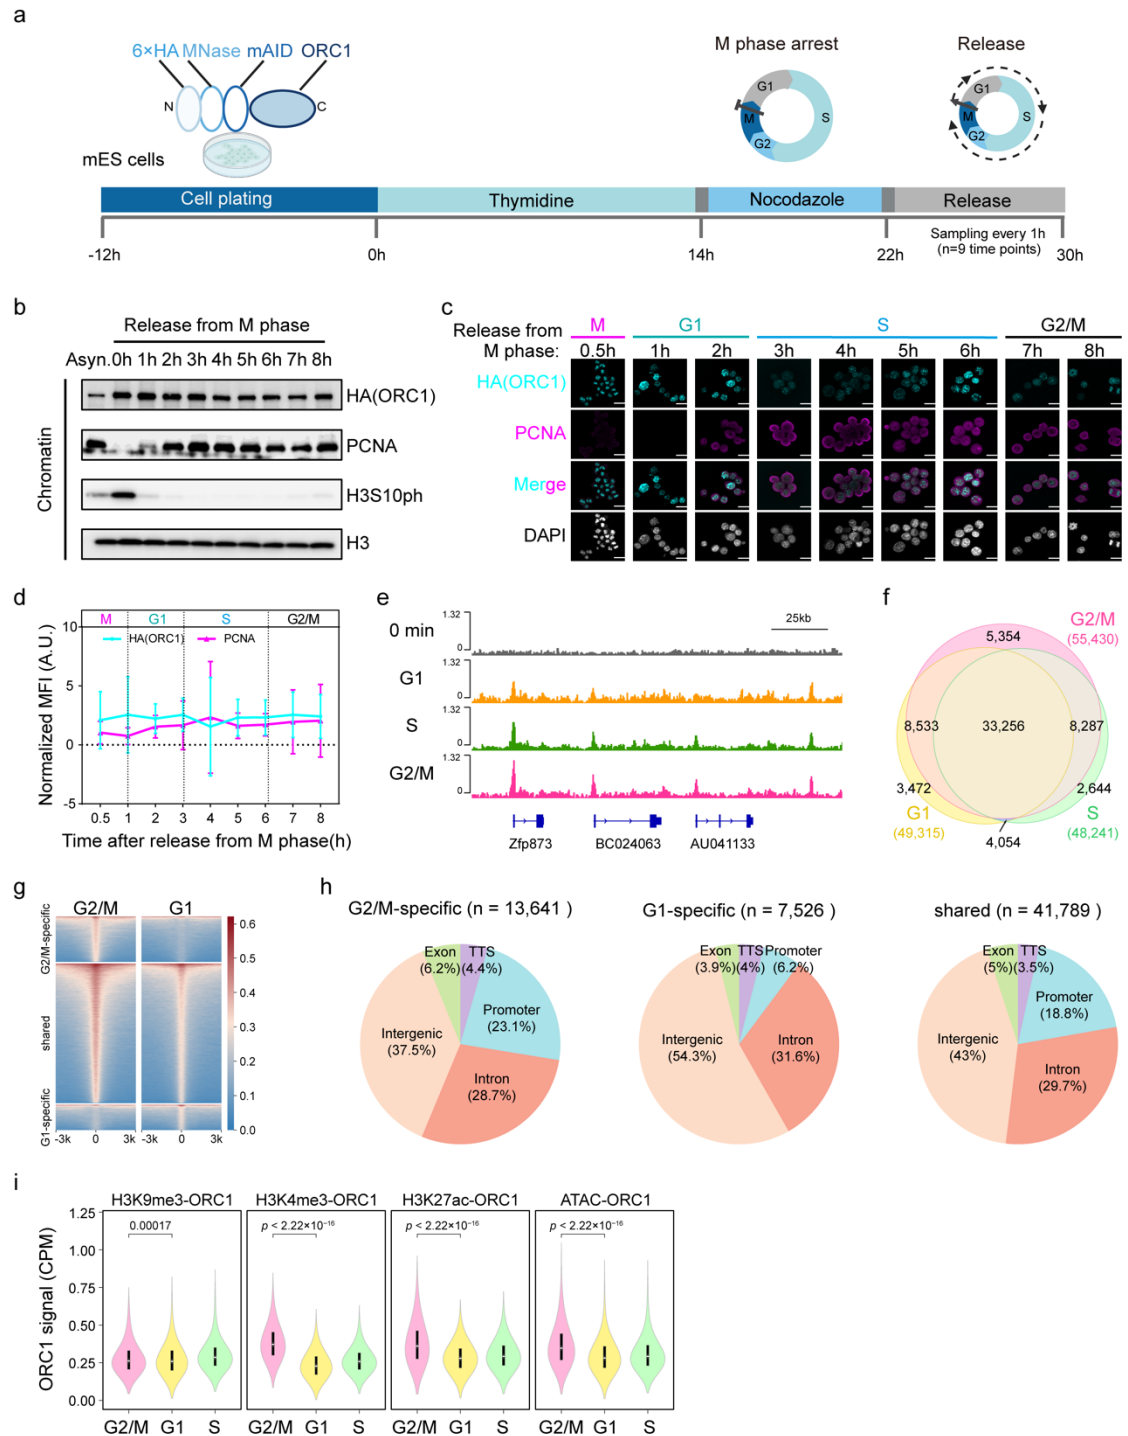 a
6×HA MNase mAID ORC1
N
C
mES cells
M phase arrest
G1
S
M
G2
Release
G1
S
M
G2
Cell plating
Thymidine
Nocodazole
Release
-12h
0h
14h
22h
Sampling every 1h
(n=9 time points)
30h
b
Release from M phase
Asyn. 0h 1h 2h 3h 4h 5h 6h 7h 8h
Chromatin
HA(ORC1)
PCNA
H3S10ph
H3
c
Release from
M phase:
M G1 S G2/M
0.5h 1h 2h 3h 4h 5h 6h 7h 8h
HA(ORC1)
PCNA
Merge
DAPI
d
Normalized MFI (A.U.)
M G1 S G2/M
HA(ORC1) PCNA
10
5
0
-5
0.5 1 2 3 4 5 6 7 8
Time after release from M phase(h)
e
1.32
0 min
25kb
0
1.32
G1
0
1.32
S
0
1.32
G2/M
0
Zfp873 BC024063 AU041133
f
G2/M
(55,430)
5,354
8,533
33,256
8,287
3,472
2,644
G1
(49,315)
S
(48,241)
4,054
g
G2/M G1
G2/M-specific
shared
G1-specific
-3k 0 3k -3k 0 3k
0.6
0.5
0.4
0.3
0.2
0.1
0.0
h
G2/M-specific (n = 13,641 )
Exon
(6.2%)
TTS
(4.4%)
Promoter
(23.1%)
Intergenic
(37.5%)
Intron
(28.7%)
G1-specific (n = 7,526 )
Exon
(3.9%)
TTS
(4%)
Promoter
(6.2%)
Intergenic
(54.3%)
Intron
(31.6%)
shared (n = 41,789 )
Exon
(5%)
TTS
(3.5%)
Promoter
(18.8%)
Intergenic
(43%)
Intron
(29.7%)
i
H3K9me3-ORC1 H3K4me3-ORC1 H3K27ac-ORC1 ATAC-ORC1
0.00017
p < 2.22×10⁻¹⁶
p < 2.22×10⁻¹⁶
p < 2.22×10⁻¹⁶
ORC1 signal (CPM)
1.25
1.00
0.75
0.50
0.25
0.00
G2/M G1 S G2/M G1 S G2/M G1 S G2/M G1 S